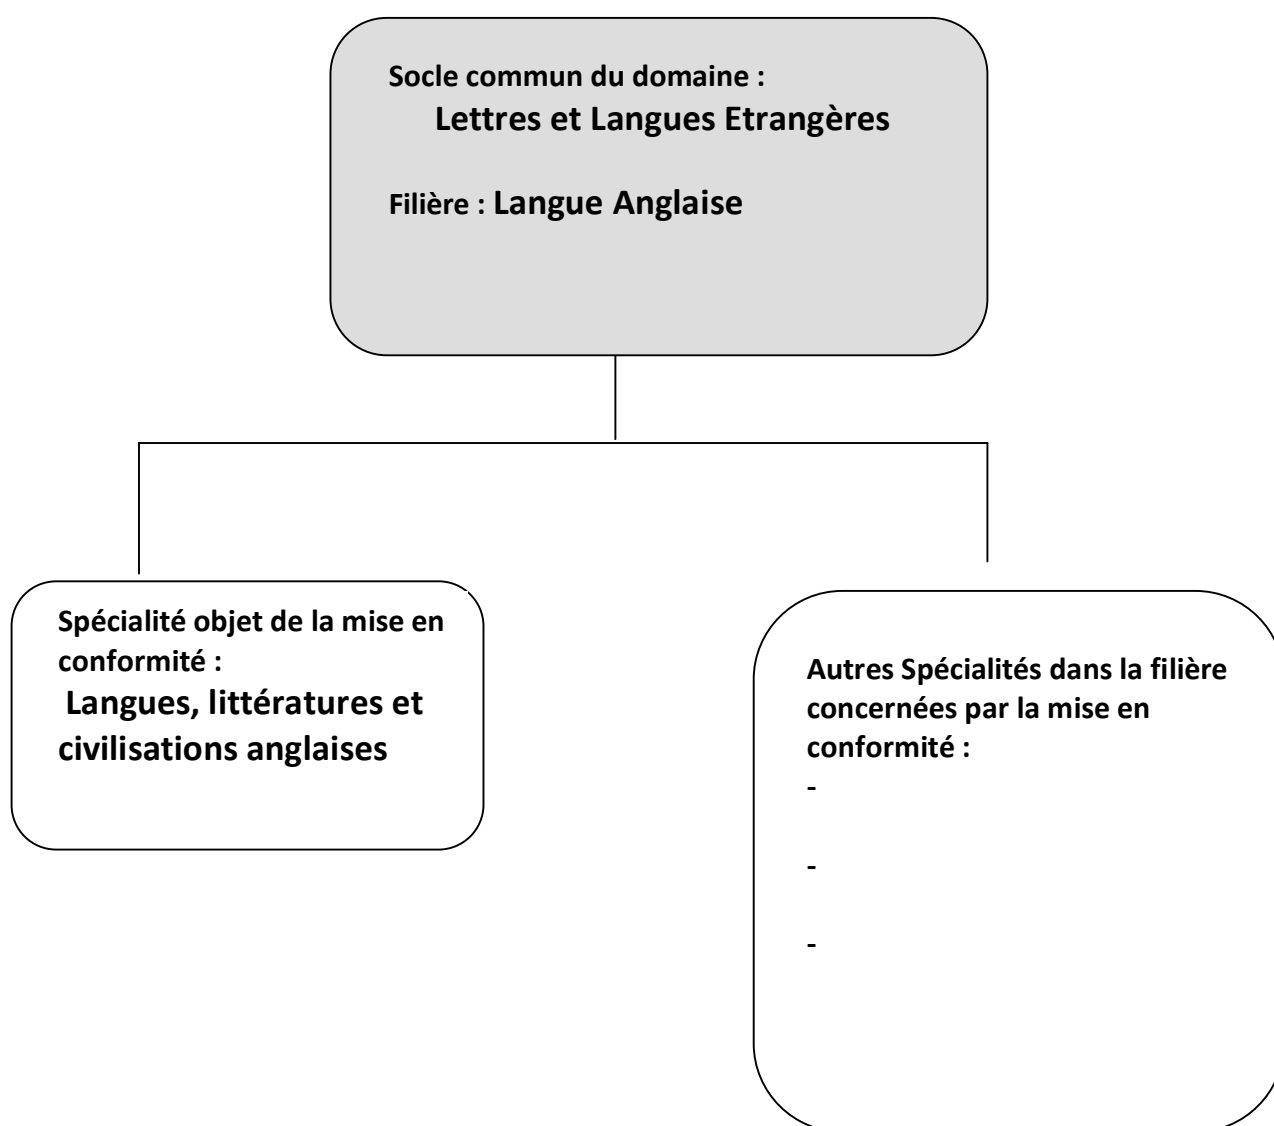 Socle commun du domaine :
Lettres et Langues Etrangères
Filière : Langue Anglaise
Spécialité objet de la mise en
conformité :
Langues, littératures et
civilisations anglaises
Autres Spécialités dans la filière
concernées par la mise en
conformité :
-
-
-